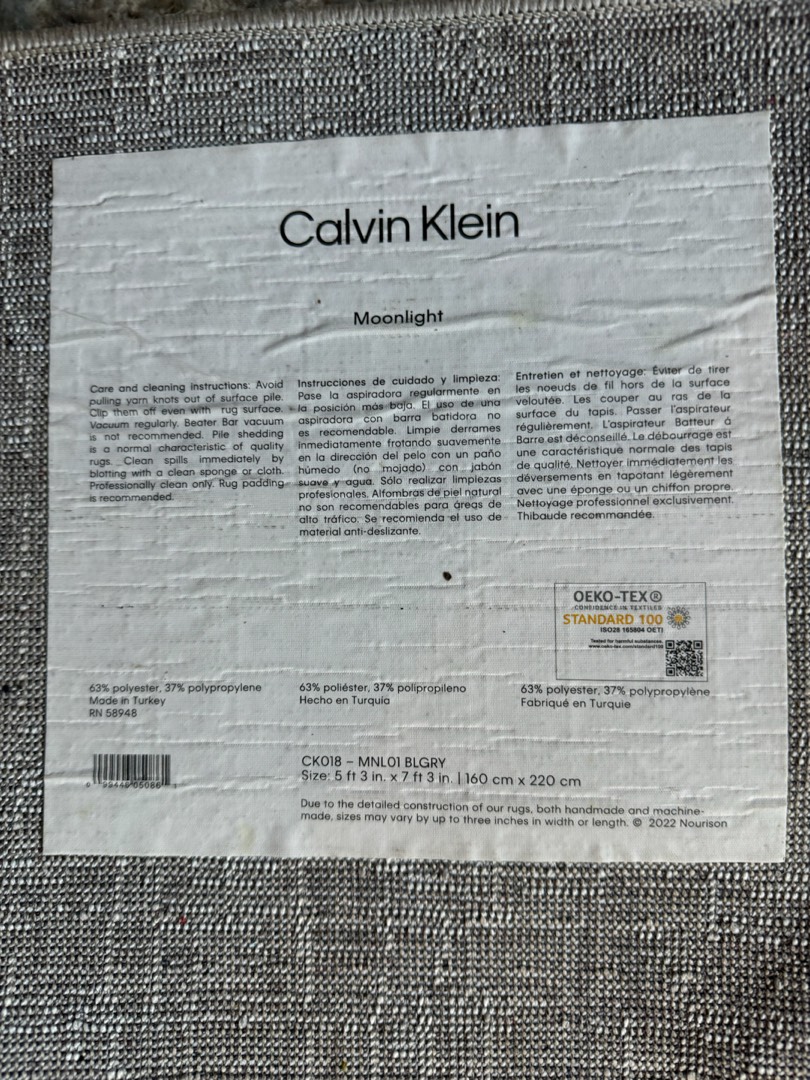 Calvin Klein
Moonlight
Care and cleaning instructions: Avoid
pulling yarn knots out of surface pile.
Clip them off even with rug surface.
Vacuum regularly. Beater Bar vacuum
is not recommended. Pile shedding
is a normal characteristic of quality
rugs. Clean spills immediately by
blotting with a clean sponge or cloth.
Professionally clean only. Rug padding
is recommended.
Instrucciones de cuidado y limpieza:
Pase la aspiradora regularmente en
la posición más baja. El uso de una
aspiradora con barra batidora no
es recomendable. Limpie derrames
inmediatamente frotando suavemente
en la dirección del pelo con un paño
húmedo (no mojado) con jabón
suave y agua. Sólo realizar limpiezas
profesionales. Alfombras de piel natural
no son recomendables para áreas de
alto tráfico. Se recomienda el uso de
material anti-deslizante.
Entretien et nettoyage: Éviter de tirer
les noeuds de fil hors de la surface
veloutée. Les couper au ras de la
surface du tapis. Passer l'aspirateur
régulièrement. L'aspirateur Batteur à
Barre est déconseillé. Le débourrage est
une caractéristique normale des tapis
de qualité. Nettoyer immédiatement les
déversements en tapotant légèrement
avec une éponge ou un chiffon propre.
Nettoyage professionnel exclusivement.
Thibaude recommandée.
OEKO-TEX®
CONFIDENCE IN TEXTILES
STANDARD 100
ISO28 165804 OETI
Tested for harmful substances.
www.oeko-tex.com/standard100
63% polyester, 37% polypropylene
Made in Turkey
RN 58948
63% poliéster, 37% polipropileno
Hecho en Turquía
63% polyester, 37% polypropylène
Fabriqué en Turquie
CK018 – MNL01 BLGRY
Size: 5 ft 3 in. x 7 ft 3 in. | 160 cm x 220 cm
Due to the detailed construction of our rugs, both handmade and machine-
made, sizes may vary by up to three inches in width or length. © 2022 Nourison